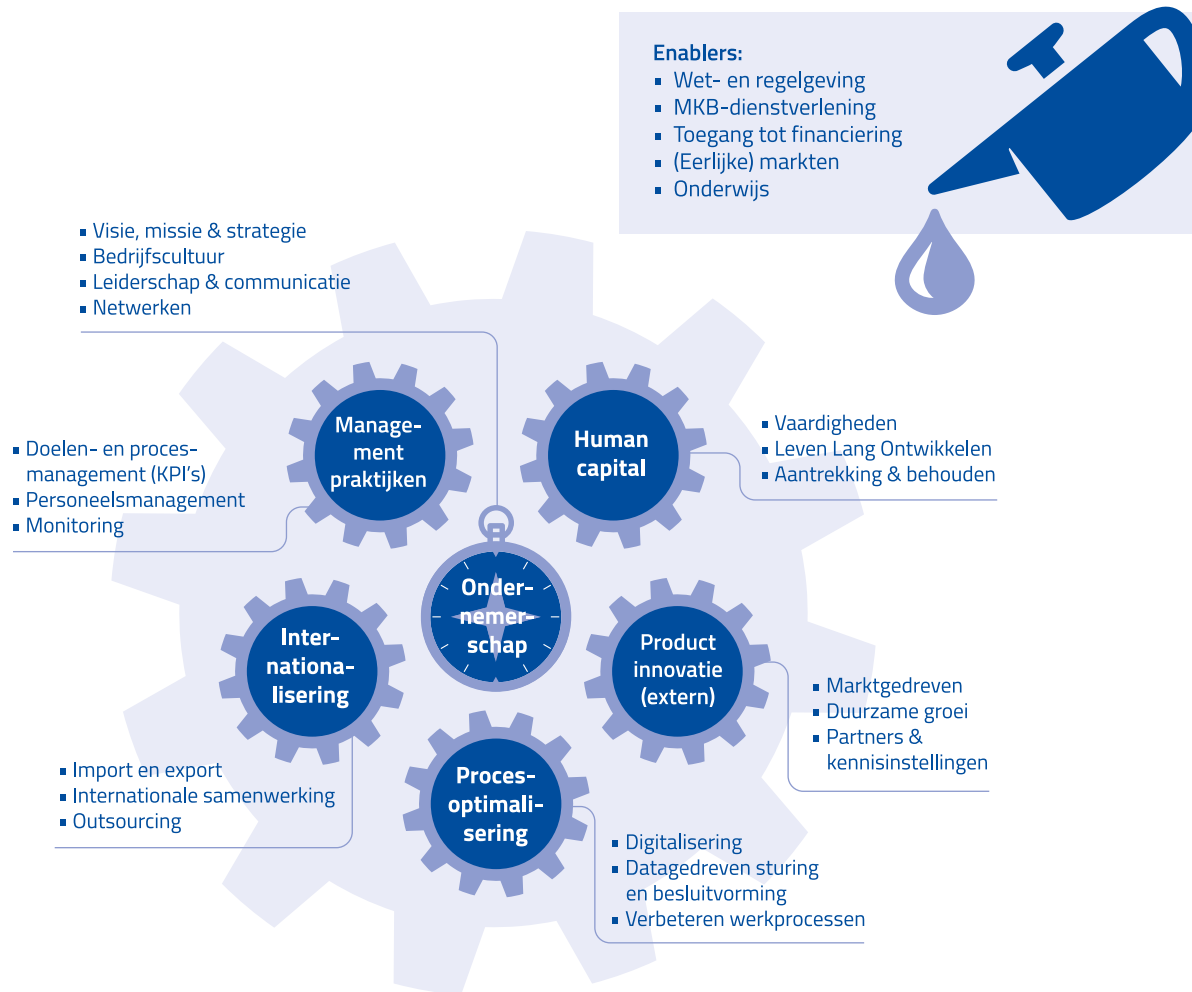 Enablers:
▪ Wet- en regelgeving
▪ MKB-dienstverlening
▪ Toegang tot financiering
▪ (Eerlijke) markten
▪ Onderwijs
▪ Visie, missie & strategie
▪ Bedrijfscultuur
▪ Leiderschap & communicatie
▪ Netwerken
Manage-
ment
praktijken
▪ Doelen- en proces-
management (KPI's)
▪ Personeelsmanagement
▪ Monitoring
Human
capital
▪ Vaardigheden
▪ Leven Lang Ontwikkelen
▪ Aantrekking & behouden
Onder-
nemer-
schap
Inter-
nationa-
lisering
▪ Import en export
▪ Internationale samenwerking
▪ Outsourcing
Product
innovatie
(extern)
▪ Marktgedreven
▪ Duurzame groei
▪ Partners &
kennisinstellingen
Proces-
optimali-
sering
▪ Digitalisering
▪ Datagedreven sturing
en besluitvorming
▪ Verbeteren werkprocessen